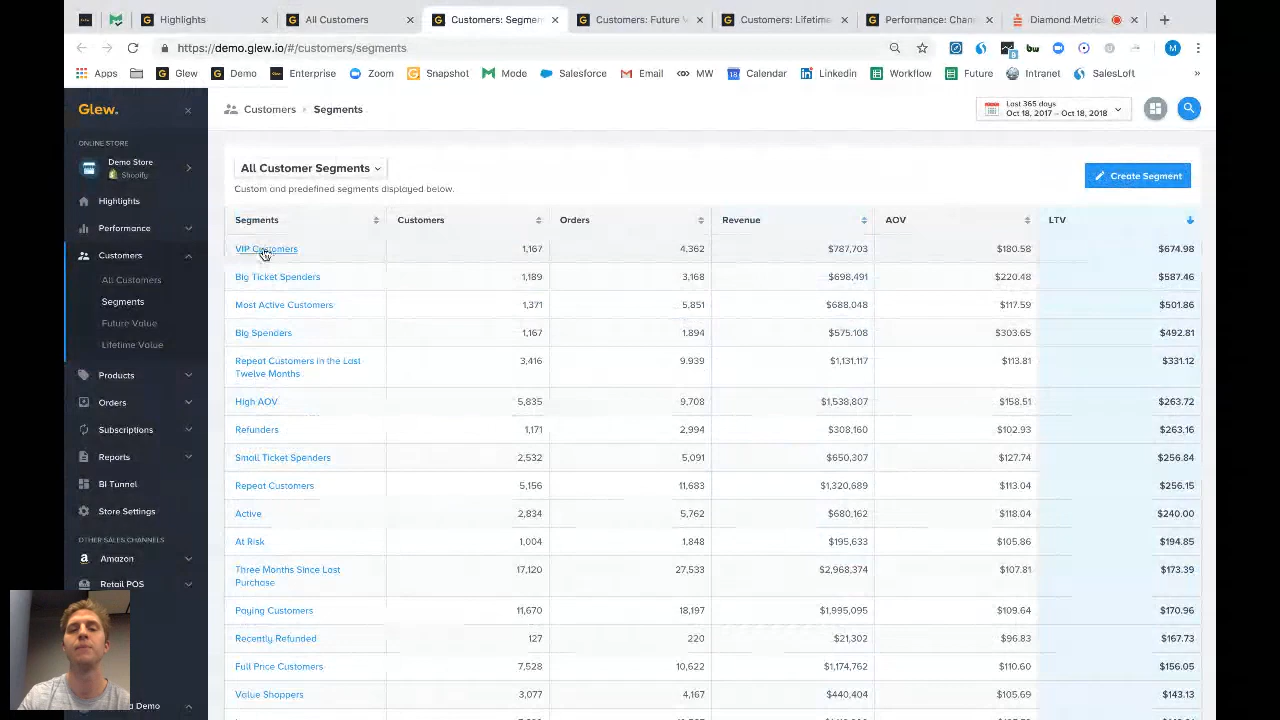 Highlights
All Customers
Customers: Segmen
Customers: Future V
Customers Lifetime
Performance: Chan
Diamond Metric
https://demo.glew.io/#/customers/segments
Apps
Glew
Demo
Enterprise
Zoom
Snapshot
Mode
Salesforce
Email
MW
Calendar
Linkedin
Workflow
Future
Intranet
SalesLoft
»
Glew.
×
ONLINE STORE
Demo Store
Shopify
Highlights
Performance
Customers
All Customers
Segments
Future Value
Lifetime Value
Products
Orders
Subscriptions
Reports
BI Tunnel
Store Settings
OTHER SALES CHANNELS
Amazon
Retail POS
Demo
Customers › Segments
Last 365 days
Oct 18, 2017 – Oct 18, 2018
All Customer Segments
Custom and predefined segments displayed below.
Create Segment
Segments Customers Orders Revenue AOV LTV
VIP Customers 1,167 4,362 $787,703 $180.58 $674.98
Big Ticket Spenders 1,189 3,168 $698,491 $220.48 $587.46
Most Active Customers 1,371 5,851 $688,048 $117.59 $501.86
Big Spenders 1,167 1,894 $575,108 $303.65 $492.81
Repeat Customers in the Last
Twelve Months 3,416 9,939 $1,131,117 $113.81 $331.12
High AOV 5,835 9,708 $1,538,807 $158.51 $263.72
Refunders 1,171 2,994 $308,160 $102.93 $263.16
Small Ticket Spenders 2,532 5,091 $650,307 $127.74 $256.84
Repeat Customers 5,156 11,683 $1,320,689 $113.04 $256.15
Active 2,834 5,762 $680,162 $118.04 $240.00
At Risk 1,004 1,848 $195,633 $105.86 $194.85
Three Months Since Last
Purchase 17,120 27,533 $2,968,374 $107.81 $173.39
Paying Customers 11,670 18,197 $1,995,095 $109.64 $170.96
Recently Refunded 127 220 $21,302 $96.83 $167.73
Full Price Customers 7,528 10,622 $1,174,762 $110.60 $156.05
Value Shoppers 3,077 4,167 $440,404 $105.69 $143.13